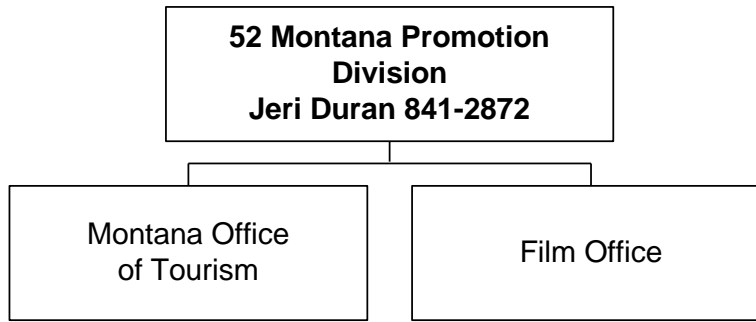 52 Montana Promotion
Division
Jeri Duran 841-2872
Montana Office
of Tourism
Film Office